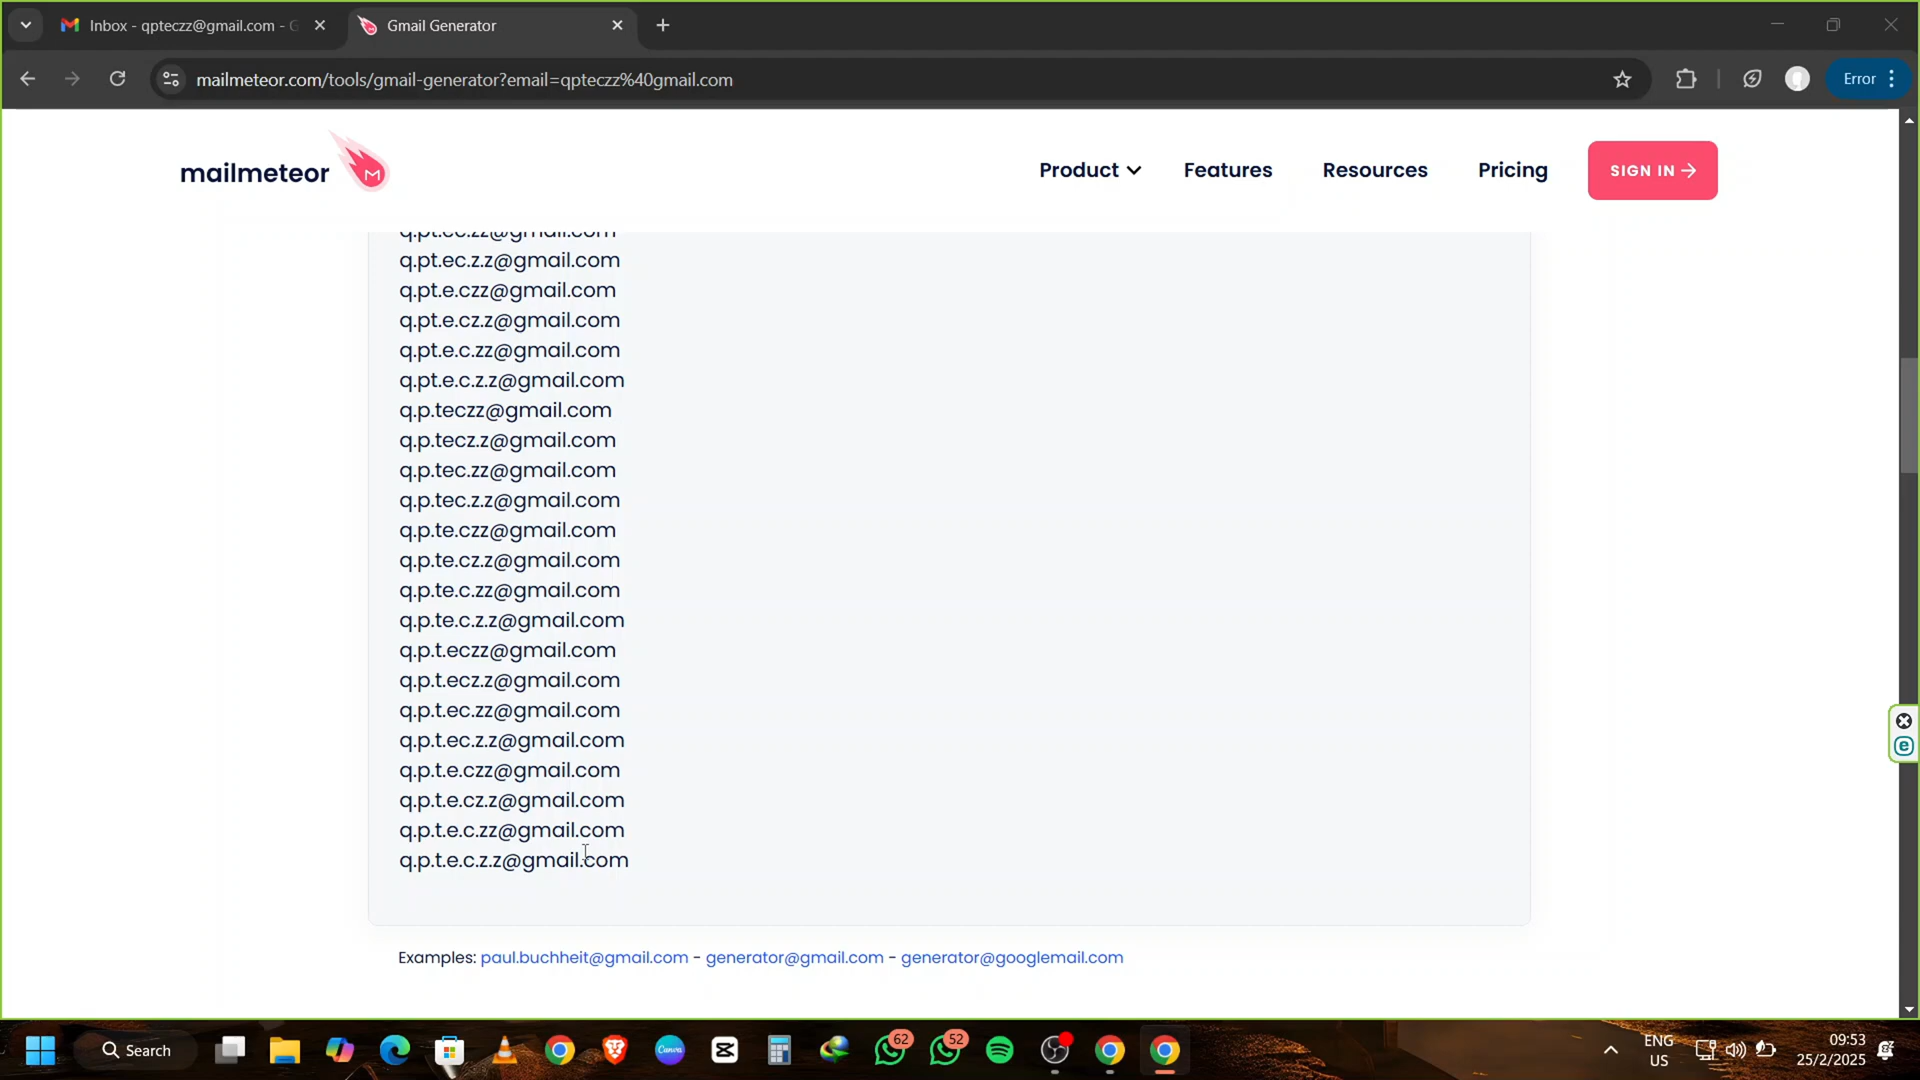 Inbox - qpteczz@gmail.com - G
Gmail Generator
mailmeteor.com/tools/gmail-generator?email=qpteczz%40gmail.com
Error
mailmeteor
Product
Features
Resources
Pricing
SIGN IN
q.pt.ec.zz@gmail.com
q.pt.ec.z.z@gmail.com
q.pt.e.czz@gmail.com
q.pt.e.cz.z@gmail.com
q.pt.e.c.zz@gmail.com
q.pt.e.c.z.z@gmail.com
q.p.teczz@gmail.com
q.p.tecz.z@gmail.com
q.p.tec.zz@gmail.com
q.p.tec.z.z@gmail.com
q.p.te.czz@gmail.com
q.p.te.cz.z@gmail.com
q.p.te.c.zz@gmail.com
q.p.te.c.z.z@gmail.com
q.p.t.eczz@gmail.com
q.p.t.ecz.z@gmail.com
q.p.t.ec.zz@gmail.com
q.p.t.ec.z.z@gmail.com
q.p.t.e.czz@gmail.com
q.p.t.e.cz.z@gmail.com
q.p.t.e.c.zz@gmail.com
q.p.t.e.c.z.z@gmail.com
Examples: paul.buchheit@gmail.com - generator@gmail.com - generator@googlemail.com
Search
Canva
62
52
ENG
US
09:53
25/2/2025